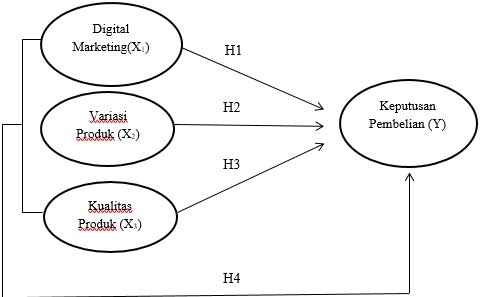 Digital
Marketing(X₁)
H1
Variasi
Produk (X₂)
H2
Keputusan
Pembelian (Y)
H3
Kualitas
Produk (X₃)
H4